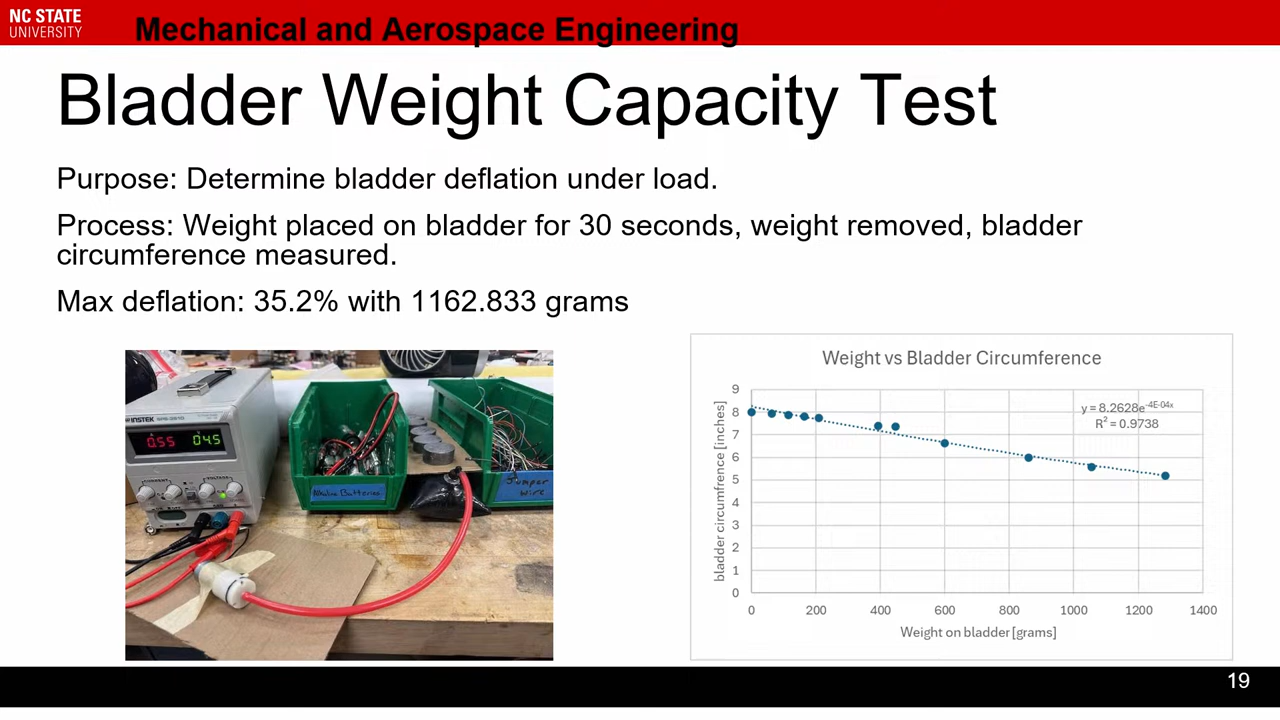 NC STATE
UNIVERSITY
Mechanical and Aerospace Engineering
Bladder Weight Capacity Test
Purpose: Determine bladder deflation under load.
Process: Weight placed on bladder for 30 seconds, weight removed, bladder
circumference measured.
Max deflation: 35.2% with 1162.833 grams
INSTEK
0.55 04.5
Alkaline Batteries
Jumper
Wire
Weight vs Bladder Circumference
y = 8.2628e^-4E-04x
R² = 0.9738
bladder circumfrence [inches]
9
8
7
6
5
4
3
2
1
0
0 200 400 600 800 1000 1200 1400
Weight on bladder [grams]
19